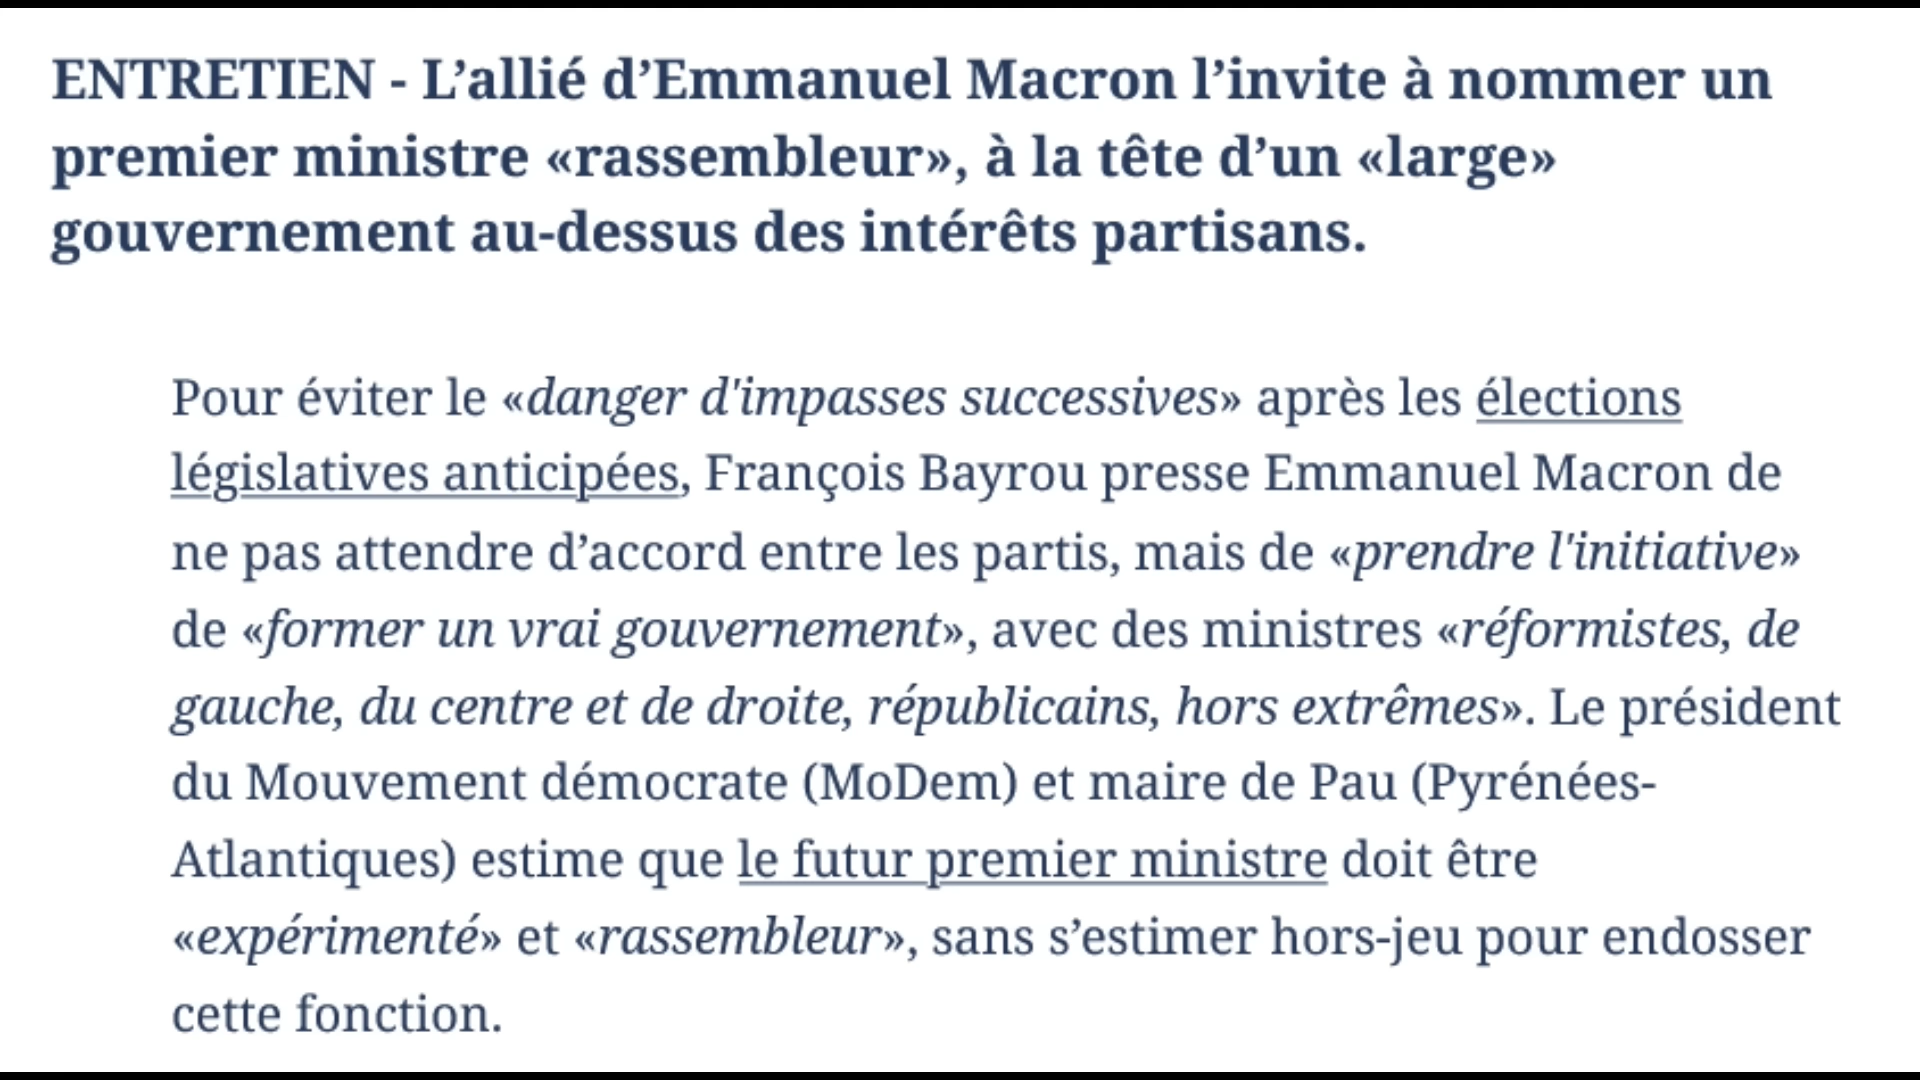 ENTRETIEN - L’allié d’Emmanuel Macron l’invite à nommer un
premier ministre «rassembleur», à la tête d’un «large»
gouvernement au-dessus des intérêts partisans.
Pour éviter le «danger d'impasses successives» après les élections
législatives anticipées, François Bayrou presse Emmanuel Macron de
ne pas attendre d’accord entre les partis, mais de «prendre l'initiative»
de «former un vrai gouvernement», avec des ministres «réformistes, de
gauche, du centre et de droite, républicains, hors extrêmes». Le président
du Mouvement démocrate (MoDem) et maire de Pau (Pyrénées-
Atlantiques) estime que le futur premier ministre doit être
«expérimenté» et «rassembleur», sans s’estimer hors-jeu pour endosser
cette fonction.